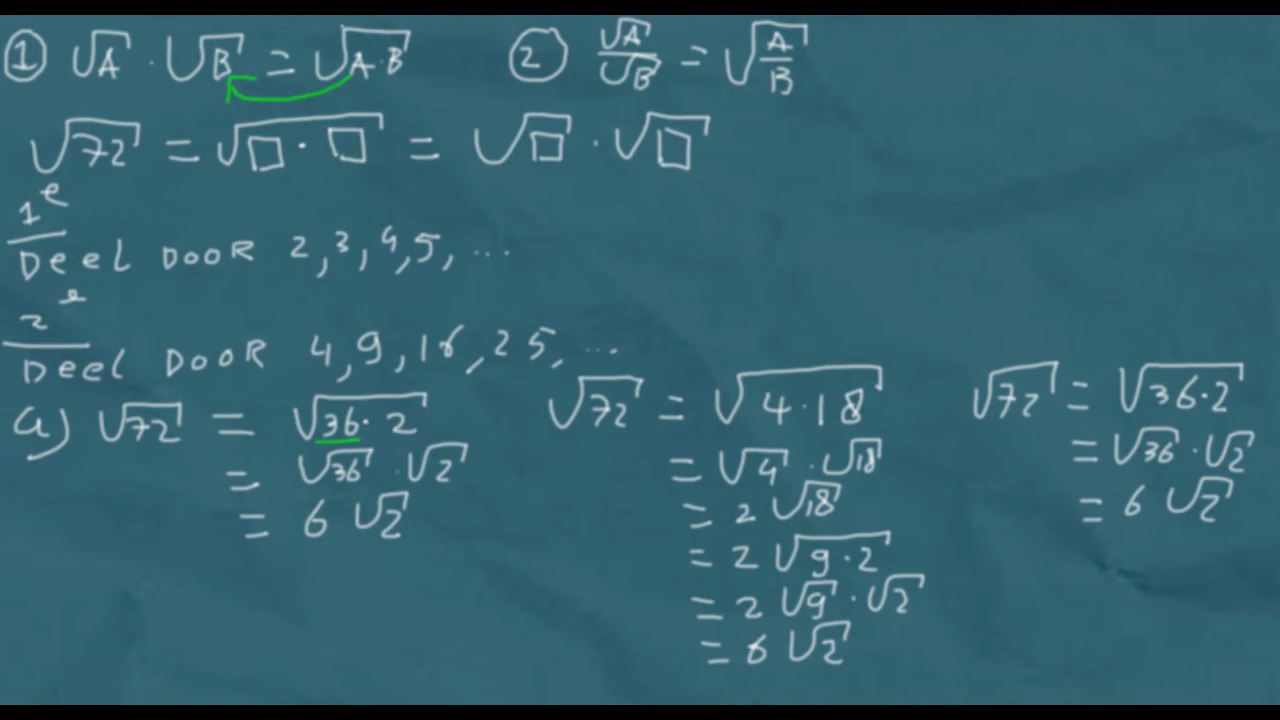 ① √A · √B = √A·B ② √A/√B = √(A/B)
√72 = √□·□ = √□ · √□
1e
Deel DOOR 2,3,4,5,...
2e
Deel DOOR 4,9,16,25,...
a) √72 = √36·2
= √36 · √2
= 6 √2
√72 = √4·18
= √4 · √18
= 2 √18
= 2 √9·2
= 2 √9 · √2
= 6 √2
√72 = √36·2
= √36 · √2
= 6 √2